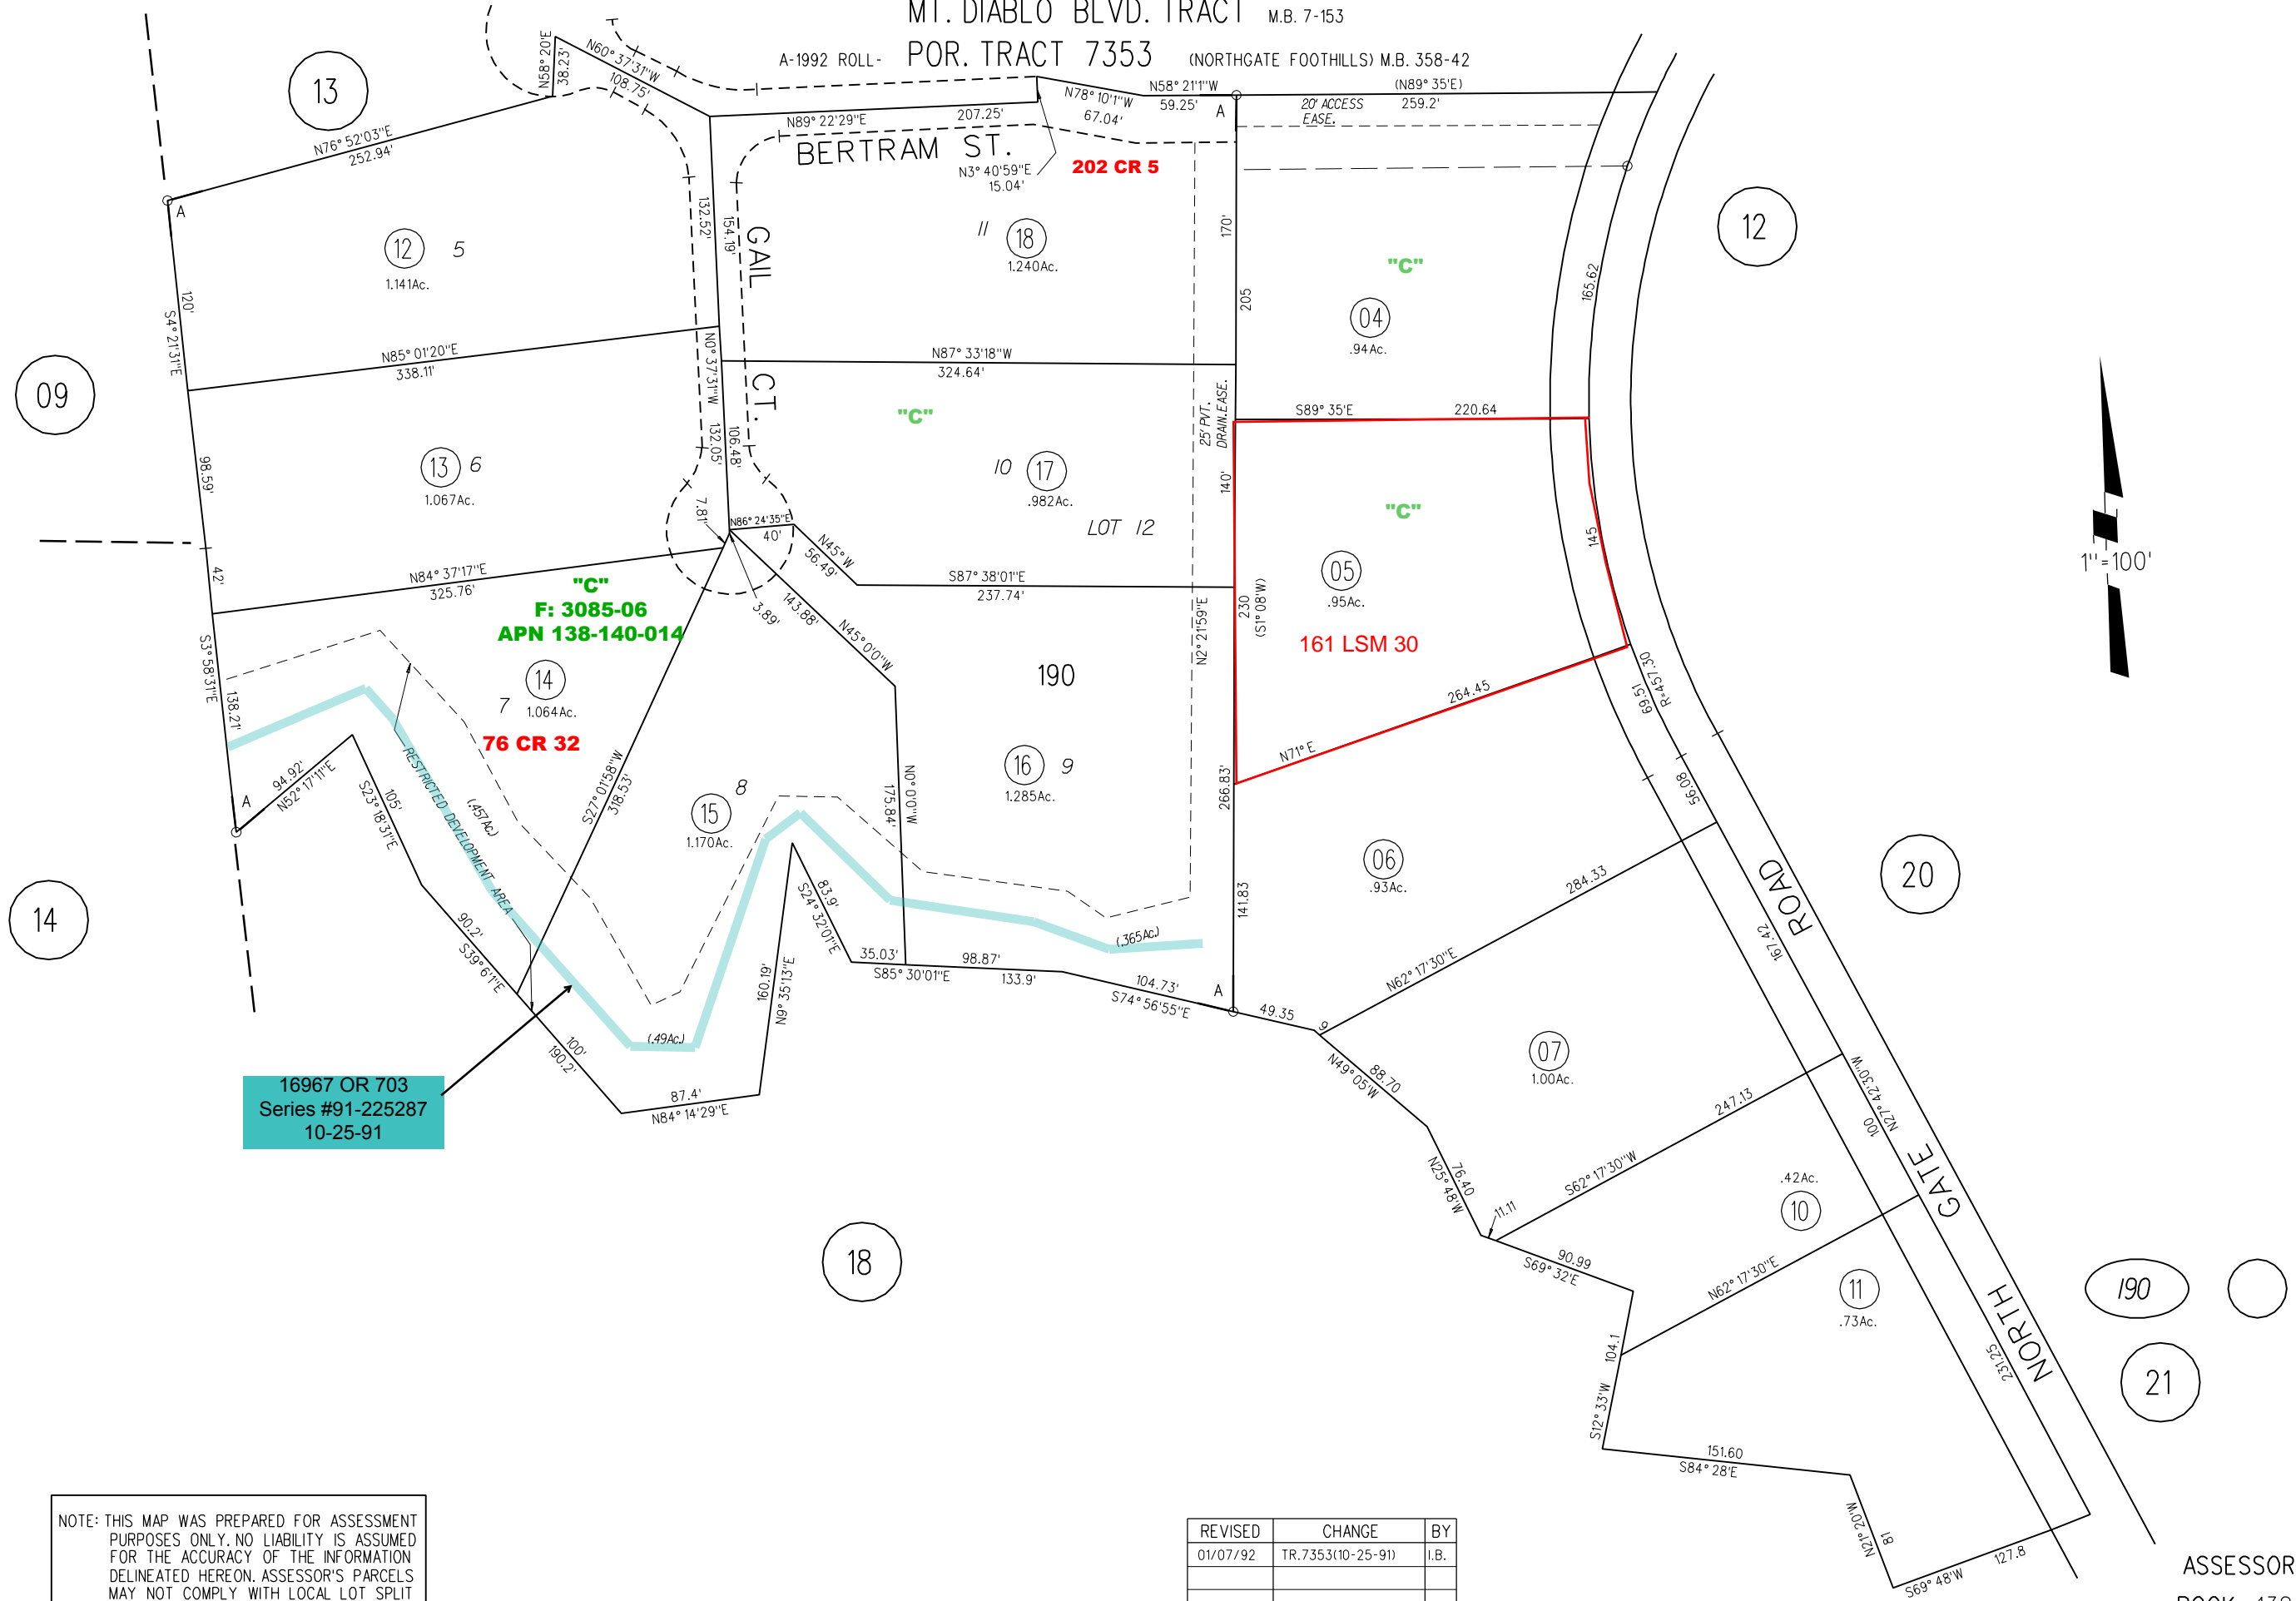 MT. DIABLO BLVD. TRACT M.B. 7-153
A-1992 ROLL- POR. TRACT 7353 (NORTHGATE FOOTHILLS) M.B. 358-42
13
N58° 20'E
38.23'
N60° 37'31"W
108.75'
N76° 52'03"E
252.94'
A
N89° 22'29"E
207.25'
N78° 10'1"W
67.04'
N58° 21'1"W
59.25'
A
(N89° 35'E)
20' ACCESS
EASE.
259.2'
BERTRAM ST.
N3° 40'59"E
15.04'
202 CR 5
12
12 5
1.141Ac.
120'
S4° 21'31"E
132.52'
154.19'
GAIL
11 18
1.240Ac.
170'
205
"C"
04
.94Ac.
165.62
09
N85° 01'20"E
338.11'
N0° 37'31"W
132.05'
CT.
106.48'
N87° 33'18"W
324.64'
"C"
25' PVT.
DRAIN.EASE.
140'
S89° 35'E 220.64
98.59'
13 6
1.067Ac.
10 17
.982Ac.
LOT 12
"C"
05
.95Ac.
161 LSM 30
145
1"=100'
7.81'
N86° 24'35"E
40'
N45° W
56.49'
42'
N84° 37'17"E
325.76'
"C"
F: 3085-06
APN 138-140-014
3.89'
143.88'
N45° 0'0"W
S87° 38'01"E
237.74'
N2° 21'59"E
230
(S1° 08'W)
S3° 58'31"E
138.21'
14
7 1.064Ac.
76 CR 32
190
264.45
N71° E
69.51
R=457.30
56.08
A
94.92'
N52° 17'11"E
105'
S23° 18'31"E
RESTRICTED DEVELOPMENT AREA
(.457Ac.)
S27° 01'58"W
318.53'
8
15
1.170Ac.
N0° 0'0"W
175.84'
16 9
1.285Ac.
266.83'
141.83
06
.93Ac.
284.33
N62° 17'30"E
167.42
ROAD
20
14
90.2'
S39° 6'1"E
83.9'
S24° 32'01"E
160.19'
N9° 35'13"E
35.03'
S85° 30'01"E
98.87'
133.9'
(.365Ac.)
104.73'
S74° 56'55"E
A
49.35
9
(.49Ac.)
100'
190.2'
87.4'
N84° 14'29"E
16967 OR 703
Series #91-225287
10-25-91
88.70
N49° 05'W
07
1.00Ac.
247.13
S62° 17'30"W
N27° 42'30"W
100
76.40
N25° 48'W
11.11
.42Ac.
10
GATE
18
90.99
S69° 32'E
N62° 17'30"E
11
.73Ac.
190
NORTH
231.25
21
104.1
S12° 33'W
151.60
S84° 28'E
N21° 20'W
81
S69° 48'W
127.8
NOTE: THIS MAP WAS PREPARED FOR ASSESSMENT
PURPOSES ONLY. NO LIABILITY IS ASSUMED
FOR THE ACCURACY OF THE INFORMATION
DELINEATED HEREON. ASSESSOR'S PARCELS
MAY NOT COMPLY WITH LOCAL LOT SPLIT
REVISED CHANGE BY
01/07/92 TR.7353(10-25-91) I.B.
ASSESSOR